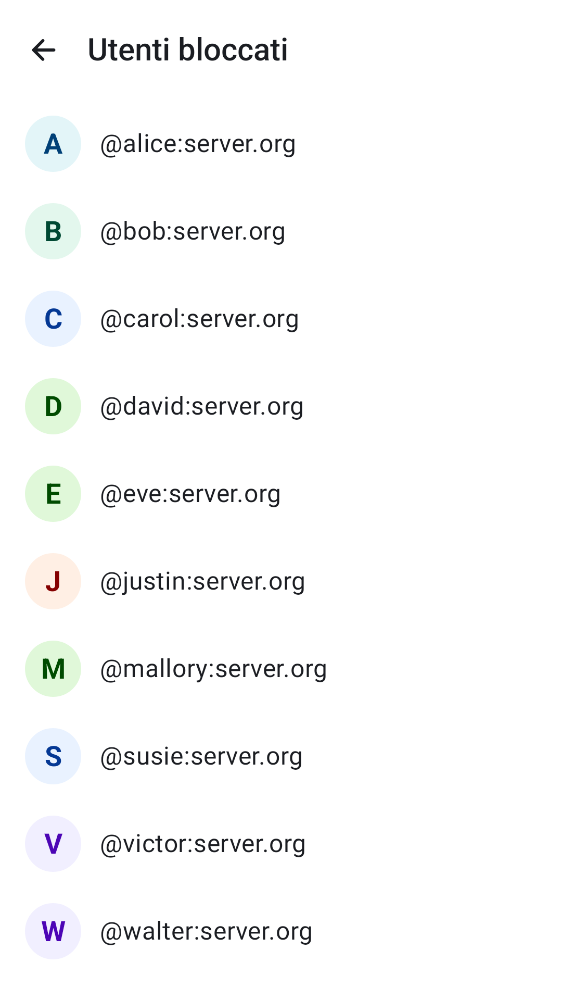 Utenti bloccati
A @alice:server.org
B @bob:server.org
C @carol:server.org
D @david:server.org
E @eve:server.org
J @justin:server.org
M @mallory:server.org
S @susie:server.org
V @victor:server.org
W @walter:server.org